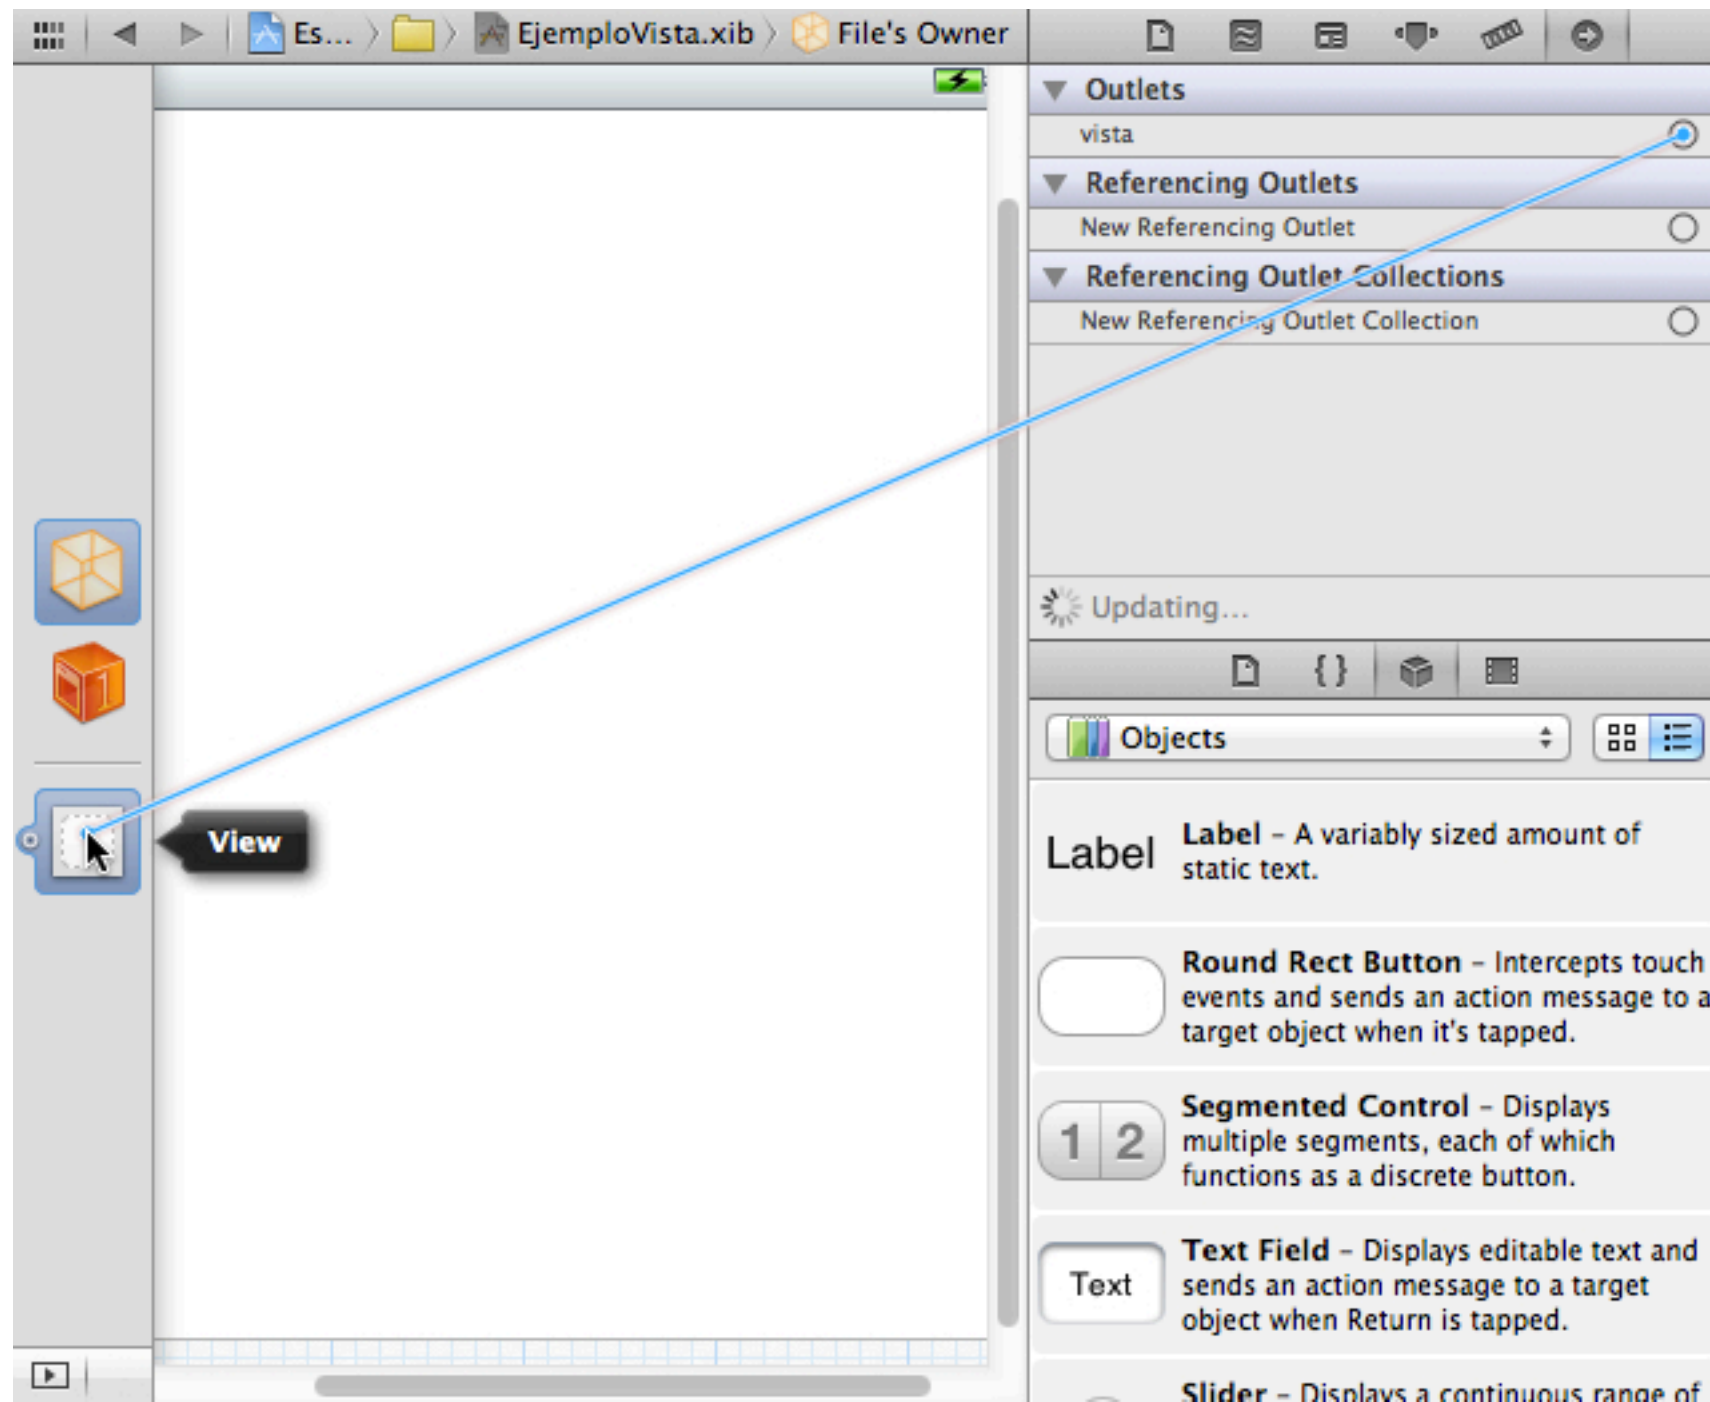 Es... EjemploVista.xib File's Owner
Outlets
vista
Referencing Outlets
New Referencing Outlet
Referencing Outlet Collections
New Referencing Outlet Collection
Updating...
{ }
Objects
1
View
Label
Label – A variably sized amount of
static text.
Round Rect Button – Intercepts touch
events and sends an action message to a
target object when it's tapped.
1 2
Segmented Control – Displays
multiple segments, each of which
functions as a discrete button.
Text
Text Field – Displays editable text and
sends an action message to a target
object when Return is tapped.
Slider – Displays a continuous range of